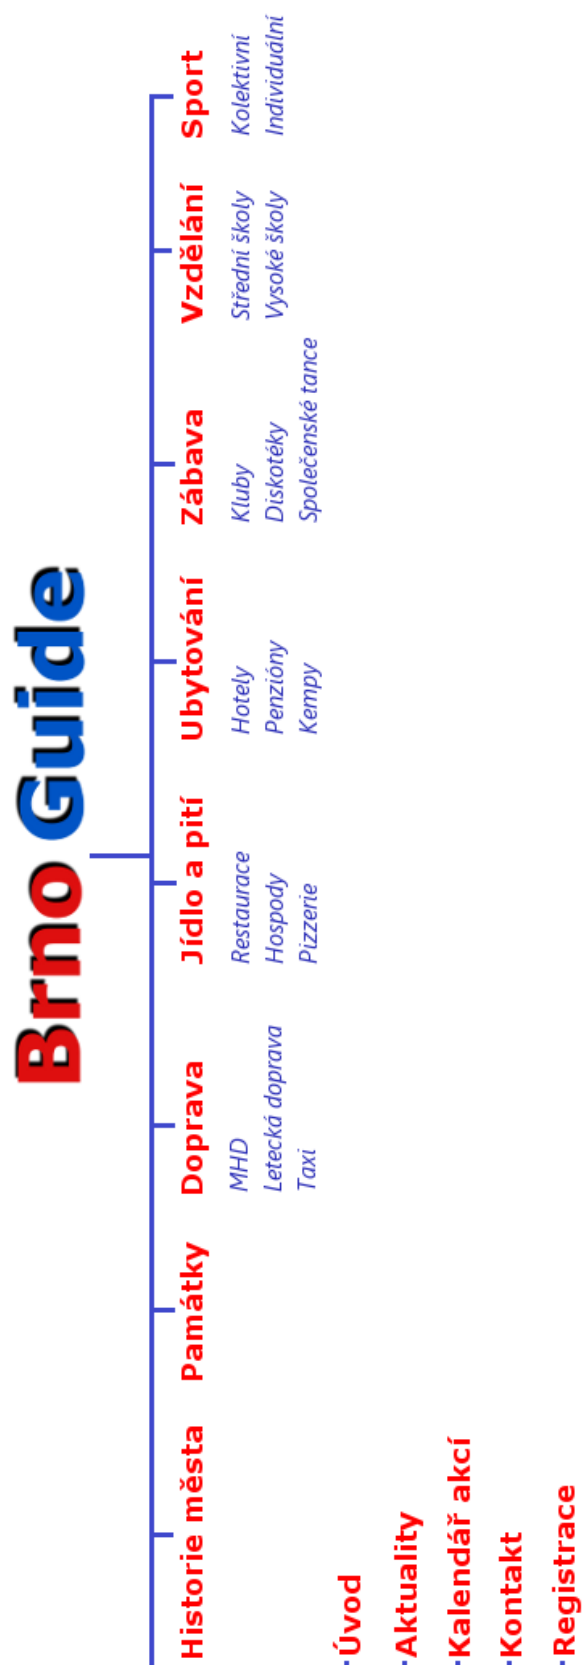 Brno Guide
Historie města
Památky
Doprava
MHD
Letecká doprava
Taxi
Jídlo a pití
Restaurace
Hospody
Pizzerie
Ubytování
Hotely
Penzióny
Kempy
Zábava
Kluby
Diskotéky
Společenské tance
Vzdělání
Střední školy
Vysoké školy
Sport
Kolektivní
Individuální
Úvod
Aktuality
Kalendář akcí
Kontakt
Registrace